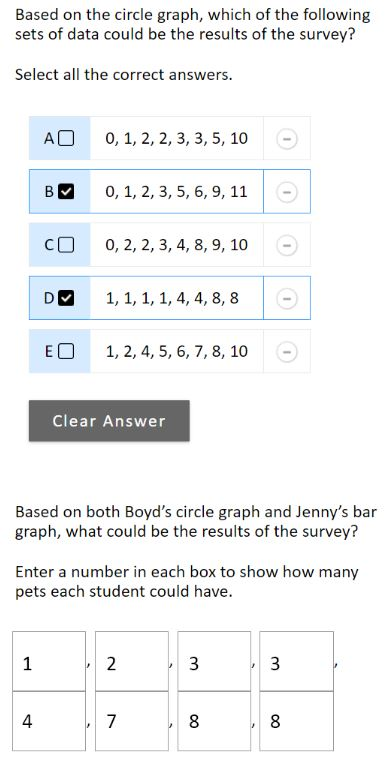 Based on the circle graph, which of the following
sets of data could be the results of the survey?
Select all the correct answers.
A 0, 1, 2, 2, 3, 3, 5, 10
B 0, 1, 2, 3, 5, 6, 9, 11
C 0, 2, 2, 3, 4, 8, 9, 10
D 1, 1, 1, 1, 4, 4, 8, 8
E 1, 2, 4, 5, 6, 7, 8, 10
Clear Answer
Based on both Boyd's circle graph and Jenny's bar
graph, what could be the results of the survey?
Enter a number in each box to show how many
pets each student could have.
1 , 2 , 3 , 3 ,
4 , 7 , 8 , 8